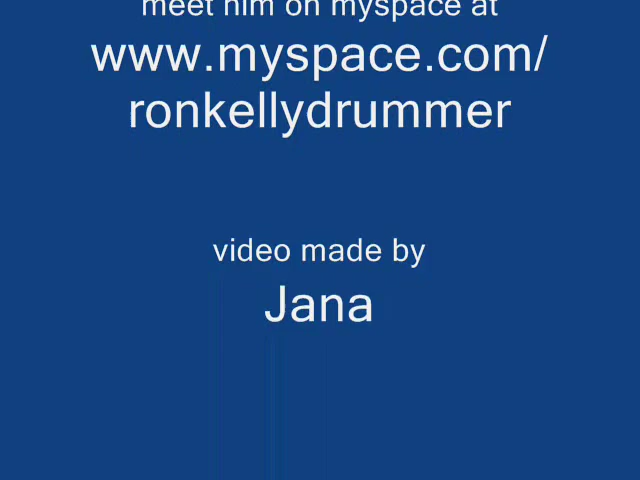 meet him on myspace at
www.myspace.com/
ronkellydrummer
video made by
Jana